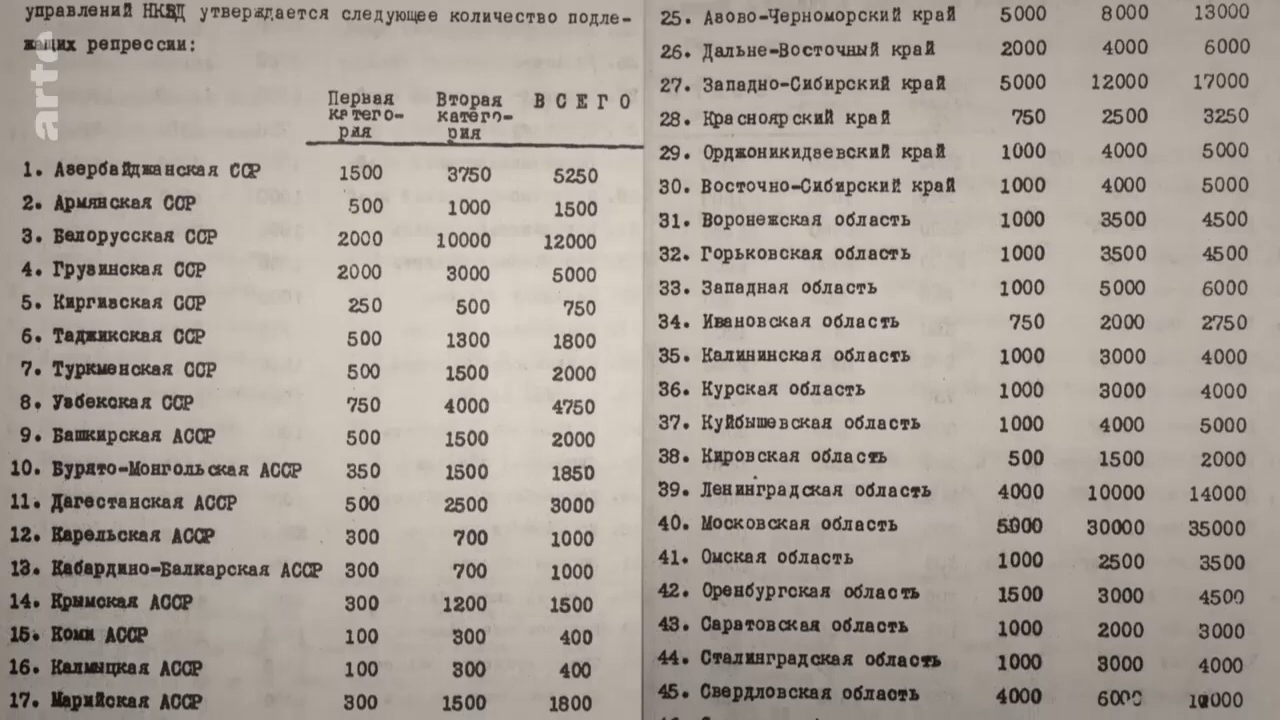 управлений НКВД утверждается следующее количество подле-
жащих репрессии:
arte
Первая категория Вторая категория ВСЕГО
1. Азербайджанская ССР 1500 3750 5250
2. Армянская ССР 500 1000 1500
3. Белорусская ССР 2000 10000 12000
4. Грузинская ССР 2000 3000 5000
5. Киргизская ССР 250 500 750
6. Таджикская ССР 500 1300 1800
7. Туркменская ССР 500 1500 2000
8. Узбекская ССР 750 4000 4750
9. Башкирская АССР 500 1500 2000
10. Бурято-Монгольская АССР 350 1500 1850
11. Дагестанская АССР 500 2500 3000
12. Карельская АССР 300 700 1000
13. Кабардино-Балкарская АССР 300 700 1000
14. Крымская АССР 300 1200 1500
15. Коми АССР 100 300 400
16. Калмыцкая АССР 100 300 400
17. Марийская АССР 300 1500 1800
25. Азово-Черноморский край 5000 8000 13000
26. Дальне-Восточный край 2000 4000 6000
27. Западно-Сибирский край 5000 12000 17000
28. Красноярский край 750 2500 3250
29. Орджоникидзевский край 1000 4000 5000
30. Восточно-Сибирский край 1000 4000 5000
31. Воронежская область 1000 3500 4500
32. Горьковская область 1000 3500 4500
33. Западная область 1000 5000 6000
34. Ивановская область 750 2000 2750
35. Калининская область 1000 3000 4000
36. Курская область 1000 3000 4000
37. Куйбышевская область 1000 4000 5000
38. Кировская область 500 1500 2000
39. Ленинградская область 4000 10000 14000
40. Московская область 5000 30000 35000
41. Омская область 1000 2500 3500
42. Оренбургская область 1500 3000 4500
43. Саратовская область 1000 2000 3000
44. Сталинградская область 1000 3000 4000
45. Свердловская область 4000 6000 10000